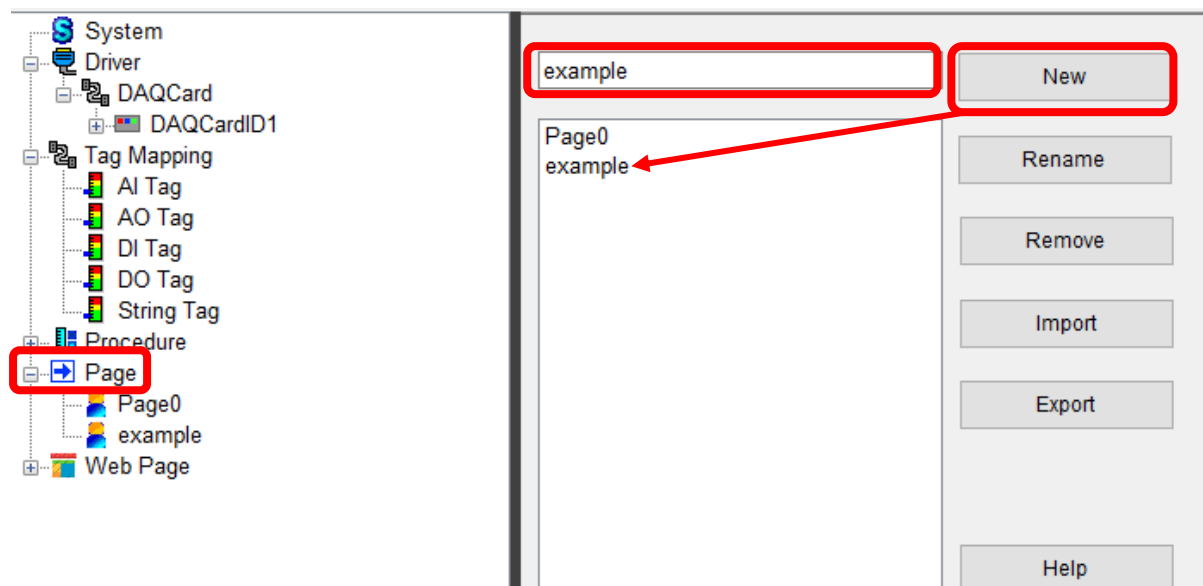 System
Driver
DAQCard
DAQCardID1
Tag Mapping
AI Tag
AO Tag
DI Tag
DO Tag
String Tag
Procedure
Page
Page0
example
Web Page
example
New
Page0
example
Rename
Remove
Import
Export
Help